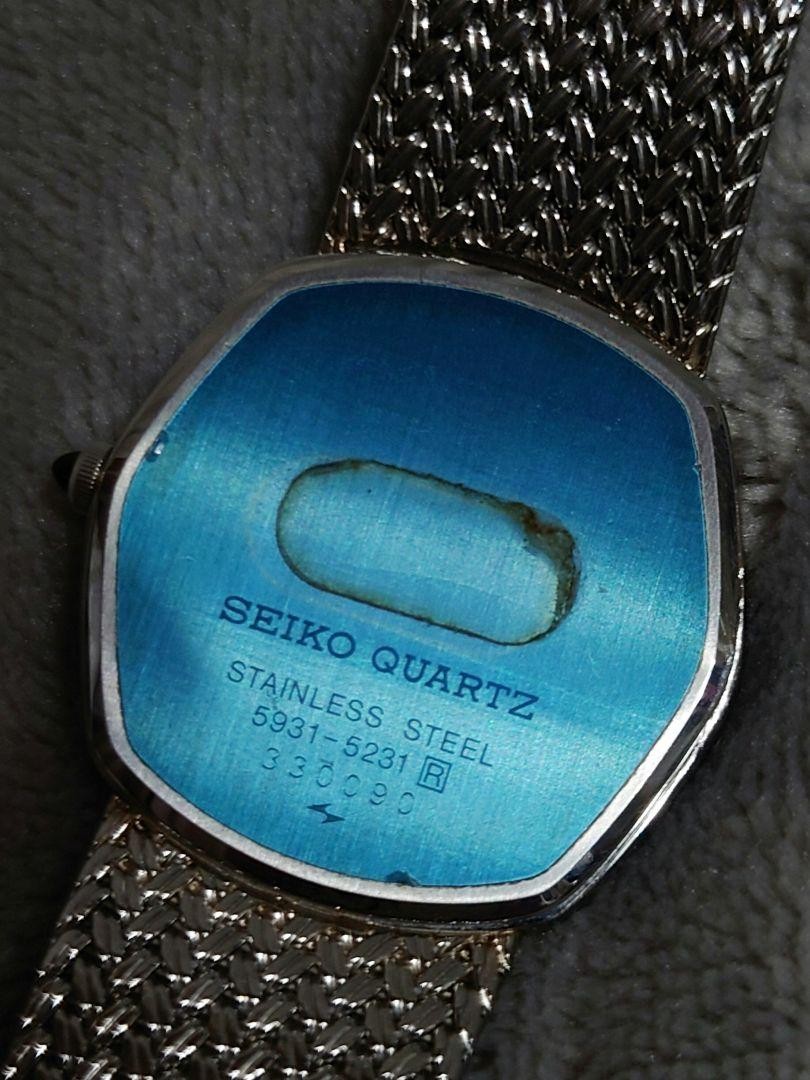 SEIKO QUARTZ
STAINLESS STEEL
5931-5231 R
330090